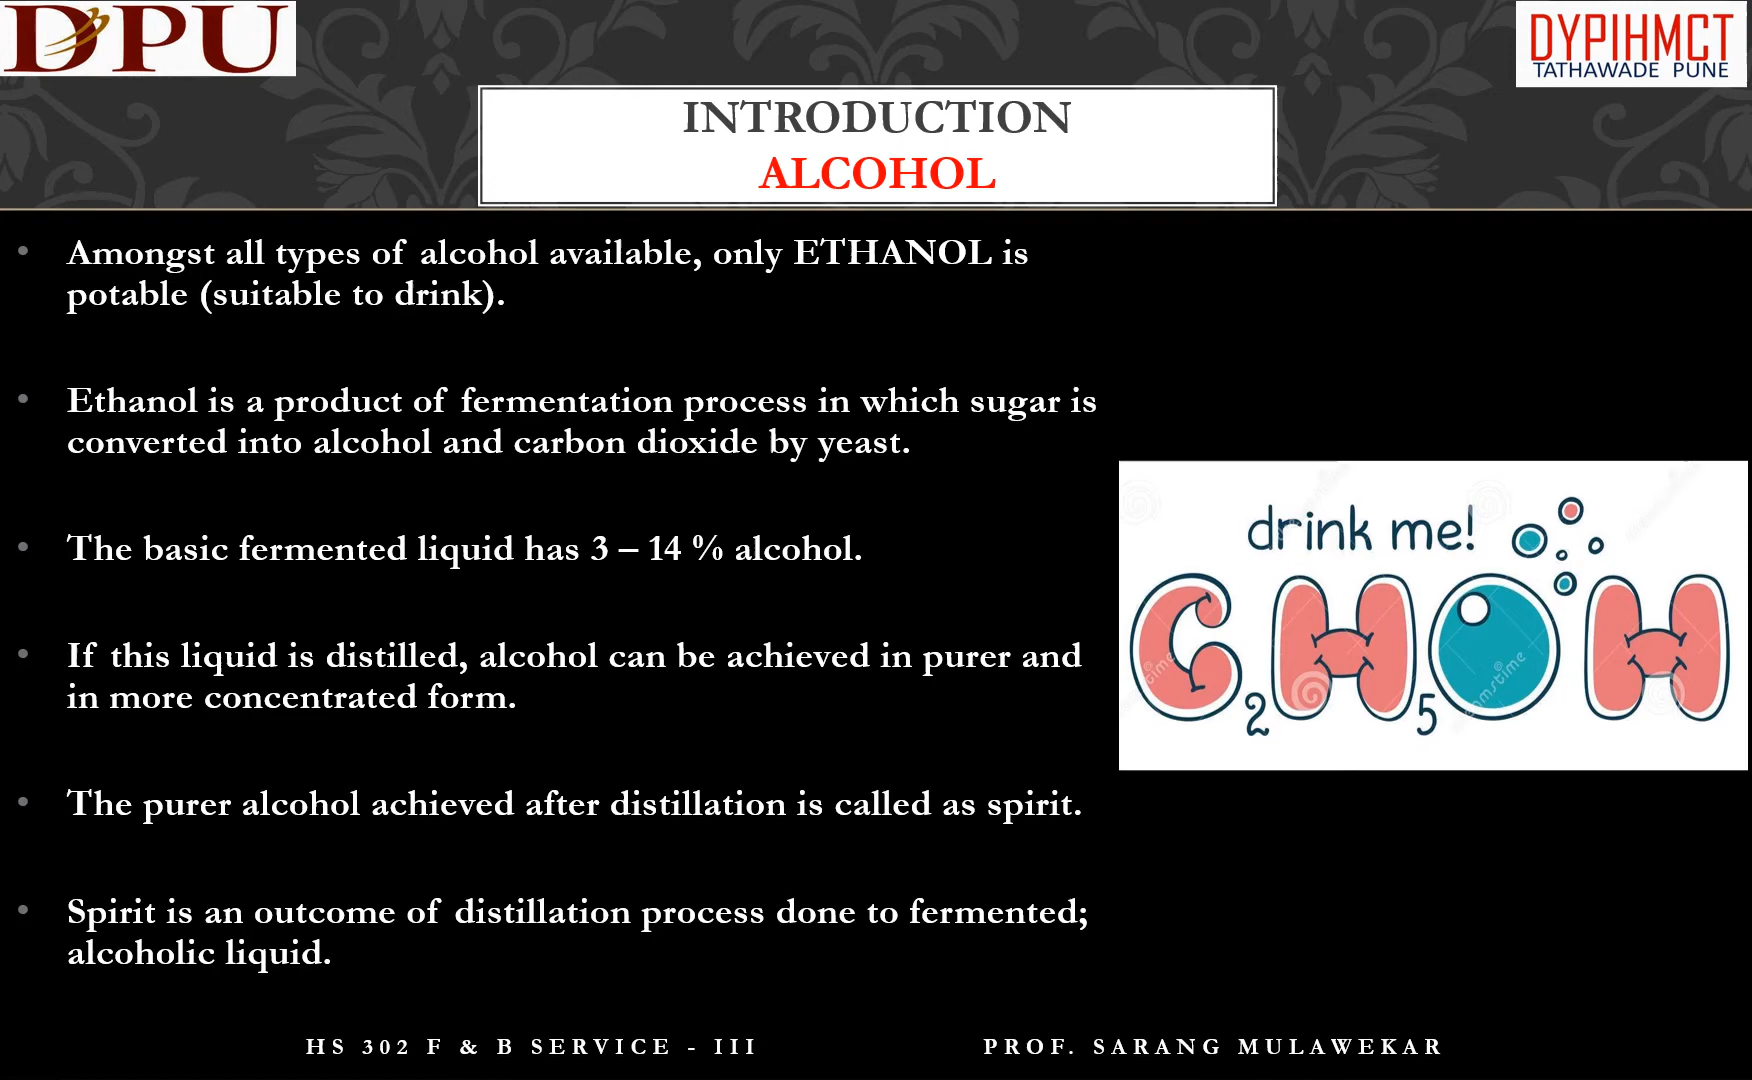 DPU
DYPIHMCT
TATHAWADE PUNE
INTRODUCTION
ALCOHOL
• Amongst all types of alcohol available, only ETHANOL is
potable (suitable to drink).
• Ethanol is a product of fermentation process in which sugar is
converted into alcohol and carbon dioxide by yeast.
• The basic fermented liquid has 3 – 14 % alcohol.
• If this liquid is distilled, alcohol can be achieved in purer and
in more concentrated form.
• The purer alcohol achieved after distillation is called as spirit.
• Spirit is an outcome of distillation process done to fermented;
alcoholic liquid.
drink me!
C2H5OH
HS 302 F & B SERVICE - III
PROF. SARANG MULAWEKAR